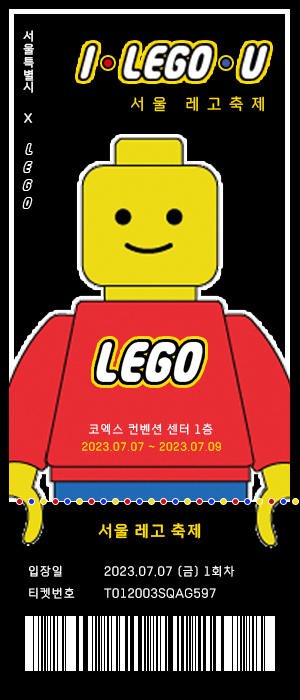 I•LEGO•U
서울 레고축제
서울특별시 X LEGO
LEGO
코엑스 컨벤션 센터 1층
2023.07.07 ~ 2023.07.09
서울 레고 축제
입장일 2023.07.07 (금) 1회차
티켓번호 T012003SQAG597